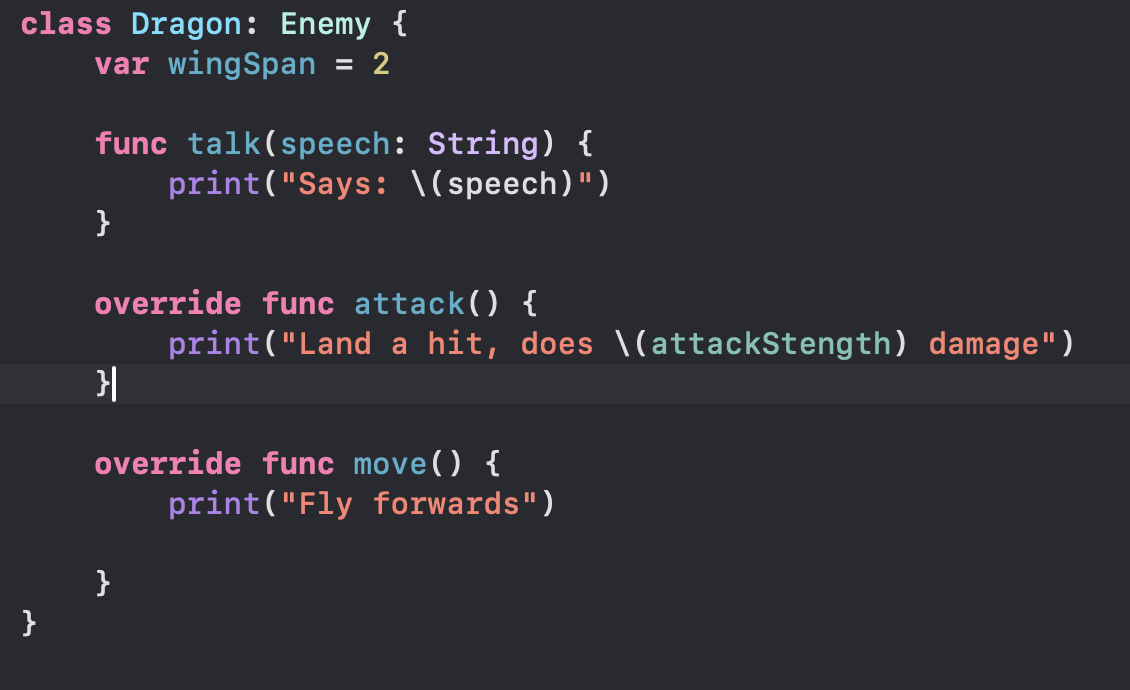 class Dragon: Enemy {
    var wingSpan = 2

    func talk(speech: String) {
        print("Says: \(speech)")
    }

    override func attack() {
        print("Land a hit, does \(attackStength) damage")
    }

    override func move() {
        print("Fly forwards")

    }
}